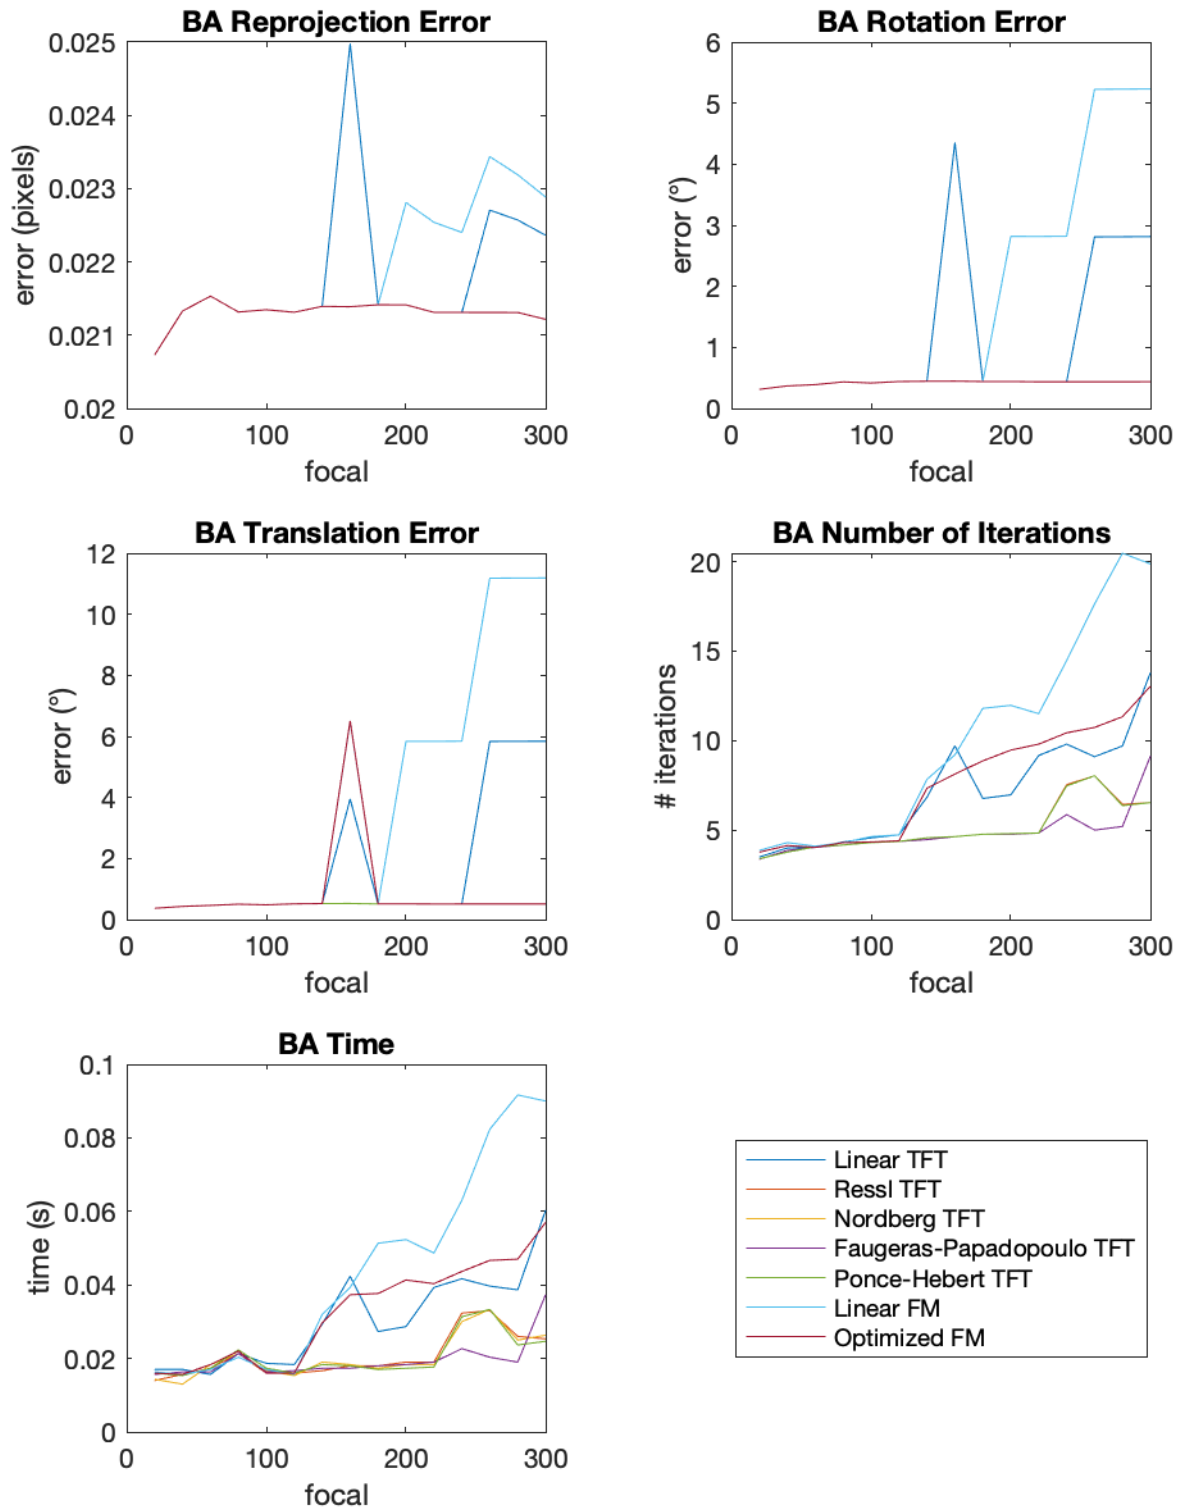 BA Reprojection Error
0.025
0.024
0.023
0.022
0.021
0.02
error (pixels)
0 100 200 300
focal
BA Rotation Error
6
5
4
3
2
1
0
error (°)
0 100 200 300
focal
BA Translation Error
12
10
8
6
4
2
0
error (°)
0 100 200 300
focal
BA Number of Iterations
20
15
10
5
0
# iterations
0 100 200 300
focal
BA Time
0.1
0.08
0.06
0.04
0.02
0
time (s)
0 100 200 300
focal
Linear TFT
Ressl TFT
Nordberg TFT
Faugeras-Papadopoulo TFT
Ponce-Hebert TFT
Linear FM
Optimized FM